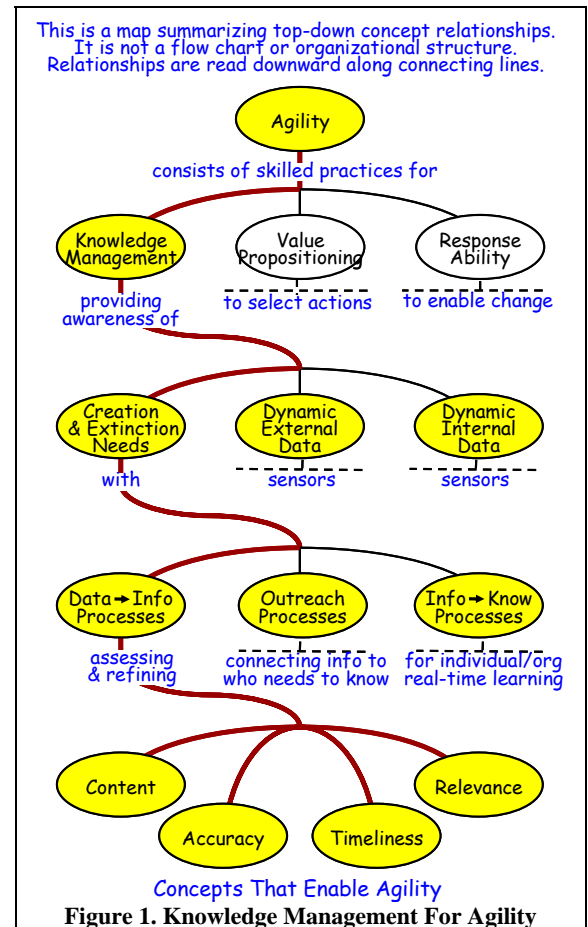 This is a map summarizing top-down concept relationships.
It is not a flow chart or organizational structure.
Relationships are read downward along connecting lines.
Agility
consists of skilled practices for
Knowledge
Management
Value
Propositioning
Response
Ability
providing
awareness of
to select actions
to enable change
Creation
& Extinction
Needs
Dynamic
External
Data
Dynamic
Internal
Data
with
sensors
sensors
Data→Info
Processes
Outreach
Processes
Info→Know
Processes
assessing
& refining
connecting info to
who needs to know
for individual/org
real-time learning
Content
Relevance
Accuracy
Timeliness
Concepts That Enable Agility
Figure 1. Knowledge Management For Agility